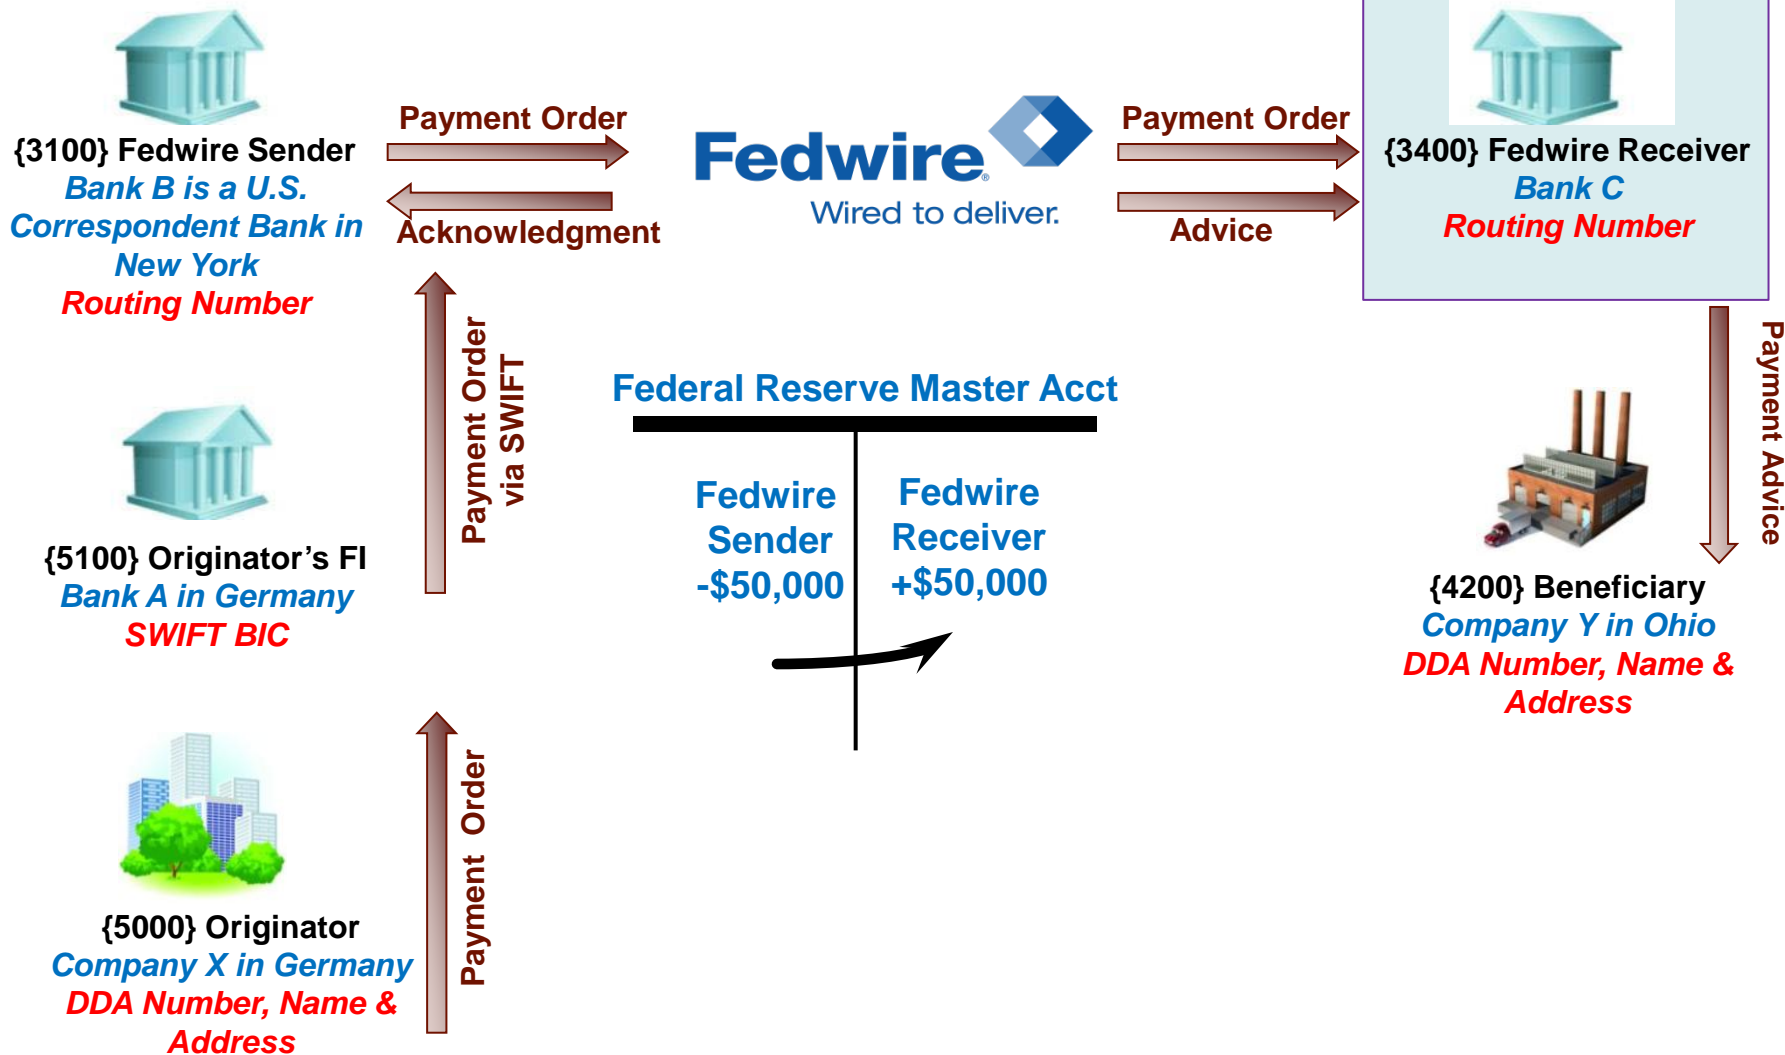 {3100} Fedwire Sender
Bank B is a U.S.
Correspondent Bank in
New York
Routing Number
Payment Order
Acknowledgment
Fedwire®
Wired to deliver.
Payment Order
Advice
{3400} Fedwire Receiver
Bank C
Routing Number
Payment Order
via SWIFT
{5100} Originator’s FI
Bank A in Germany
SWIFT BIC
Federal Reserve Master Acct
Fedwire
Sender
-$50,000
Fedwire
Receiver
+$50,000
Payment Advice
{4200} Beneficiary
Company Y in Ohio
DDA Number, Name &
Address
Payment Order
{5000} Originator
Company X in Germany
DDA Number, Name &
Address